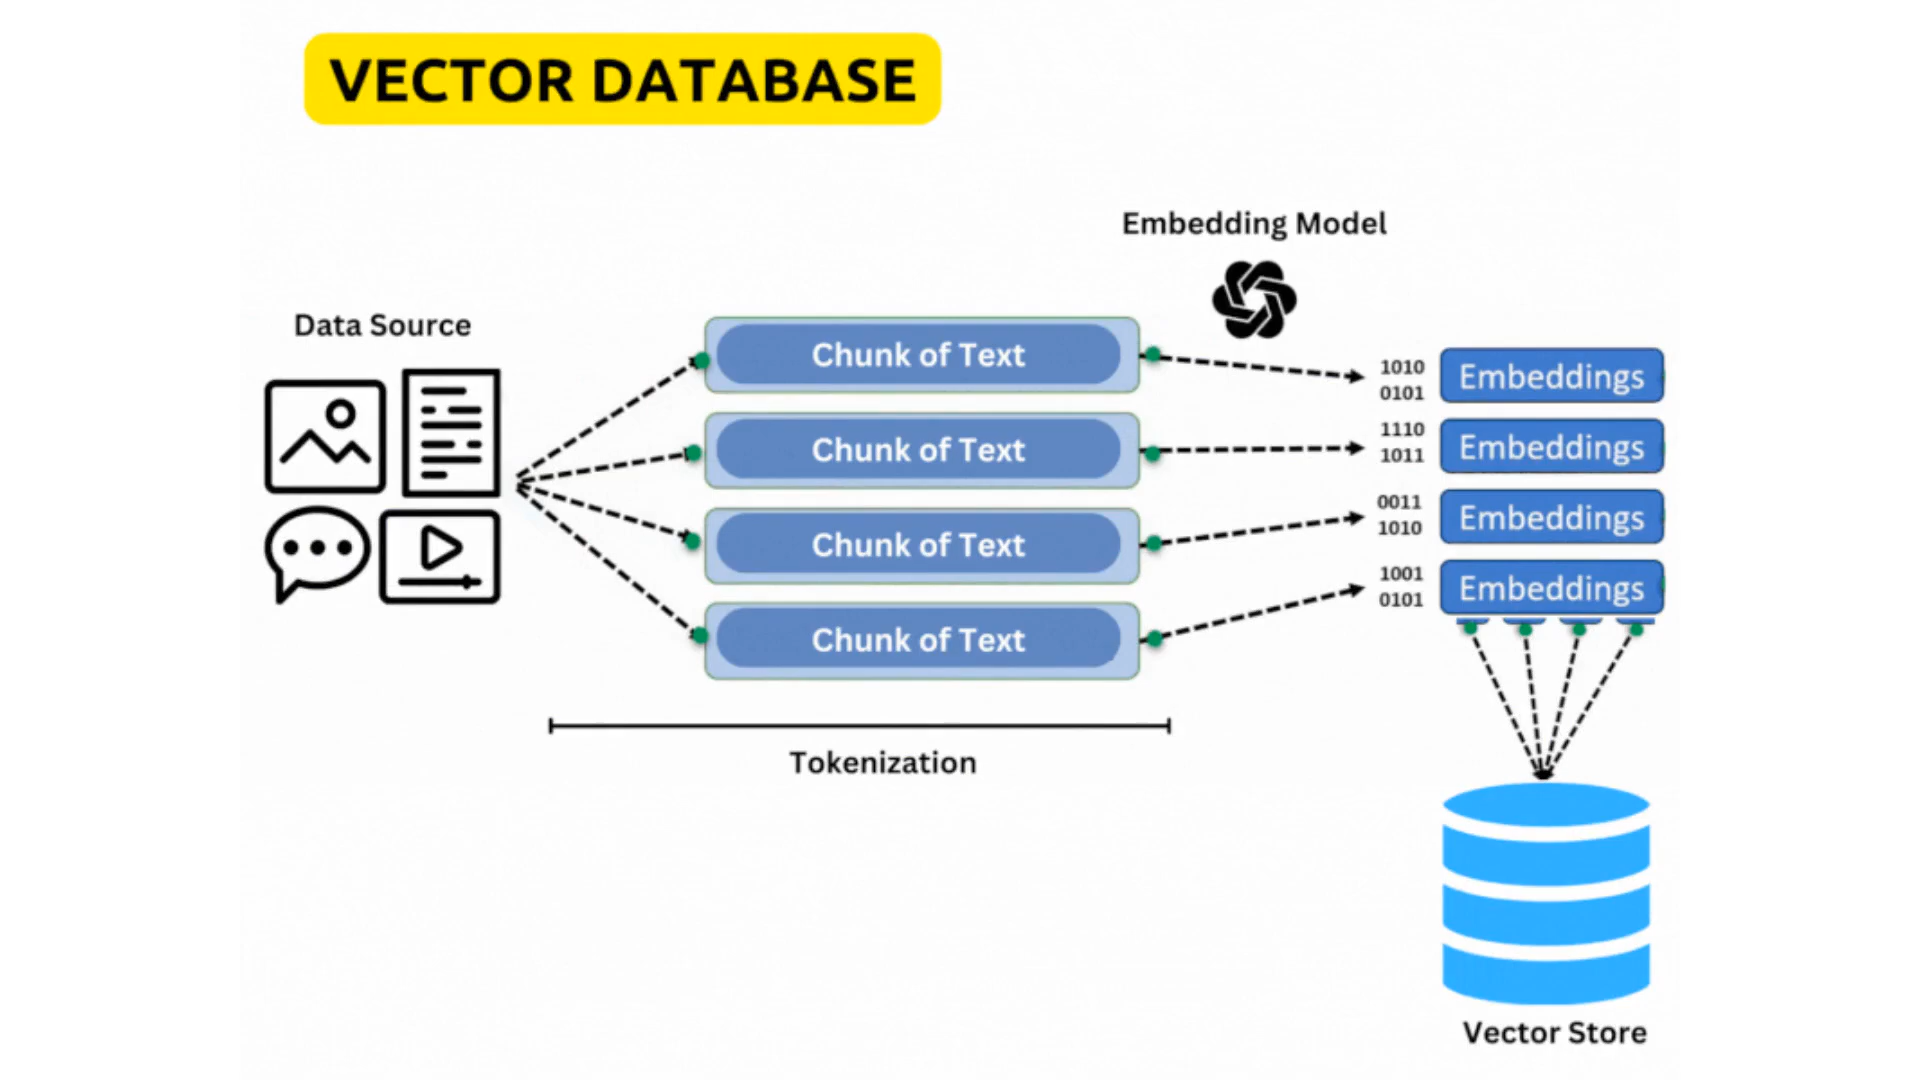 VECTOR DATABASE
Embedding Model
Data Source
Chunk of Text
Chunk of Text
Chunk of Text
Chunk of Text
1010
0101
Embeddings
1110
1011
Embeddings
0011
1010
Embeddings
1001
0101
Embeddings
Tokenization
Vector Store